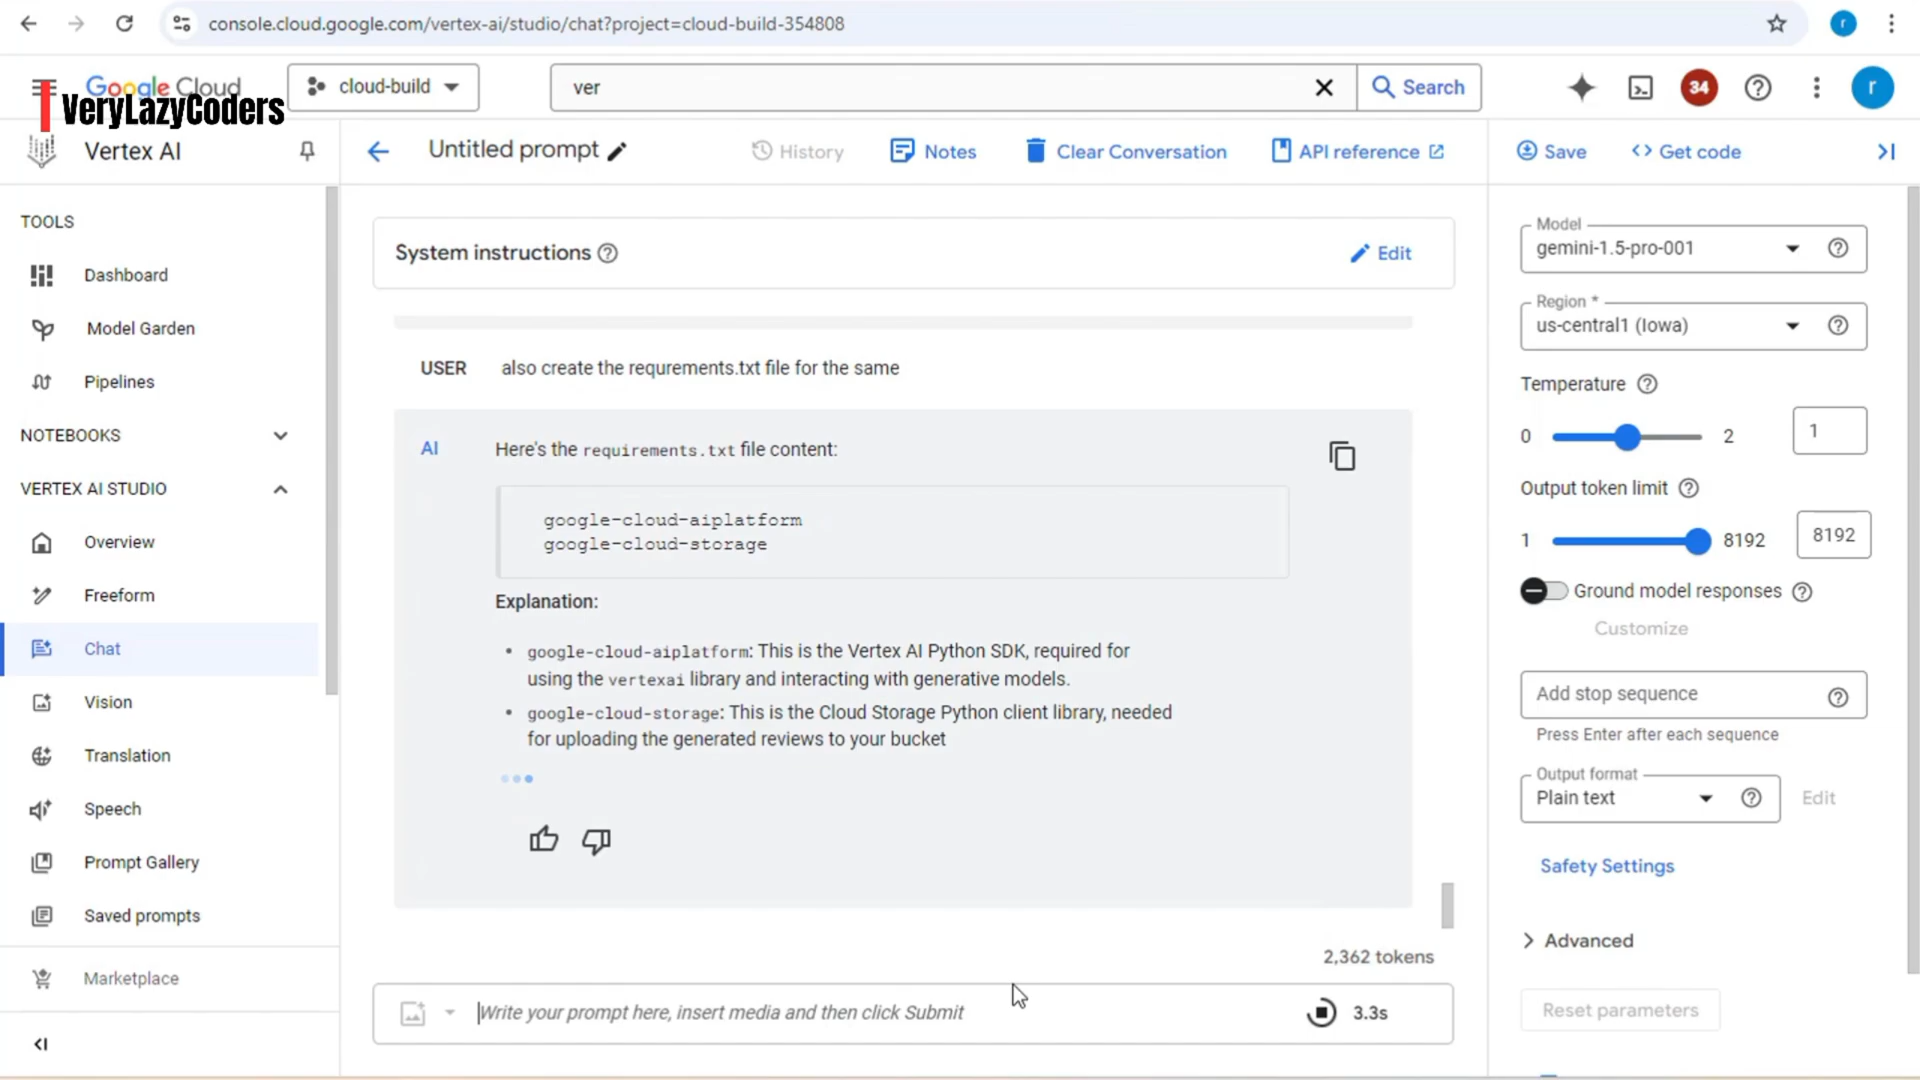 console.cloud.google.com/vertex-ai/studio/chat?project=cloud-build-354808
r
Google Cloud
cloud-build
ver
Search
34
r
VeryLazyCoders
Vertex AI
Untitled prompt
History
Notes
Clear Conversation
API reference
Save
Get code
TOOLS
Dashboard
Model Garden
Pipelines
NOTEBOOKS
VERTEX AI STUDIO
Overview
Freeform
Chat
Vision
Translation
Speech
Prompt Gallery
Saved prompts
Marketplace
System instructions
Edit
USER
also create the requrements.txt file for the same
AI
Here's the requirements.txt file content:
google-cloud-aiplatform
google-cloud-storage
Explanation:
• google-cloud-aiplatform: This is the Vertex AI Python SDK, required for
using the vertexai library and interacting with generative models.
• google-cloud-storage: This is the Cloud Storage Python client library, needed
for uploading the generated reviews to your bucket
2,362 tokens
Write your prompt here, insert media and then click Submit
3.3s
Model
gemini-1.5-pro-001
Region *
us-central1 (Iowa)
Temperature
0
2
1
Output token limit
1
8192
8192
Ground model responses
Customize
Add stop sequence
Press Enter after each sequence
Output format
Plain text
Edit
Safety Settings
Advanced
Reset parameters